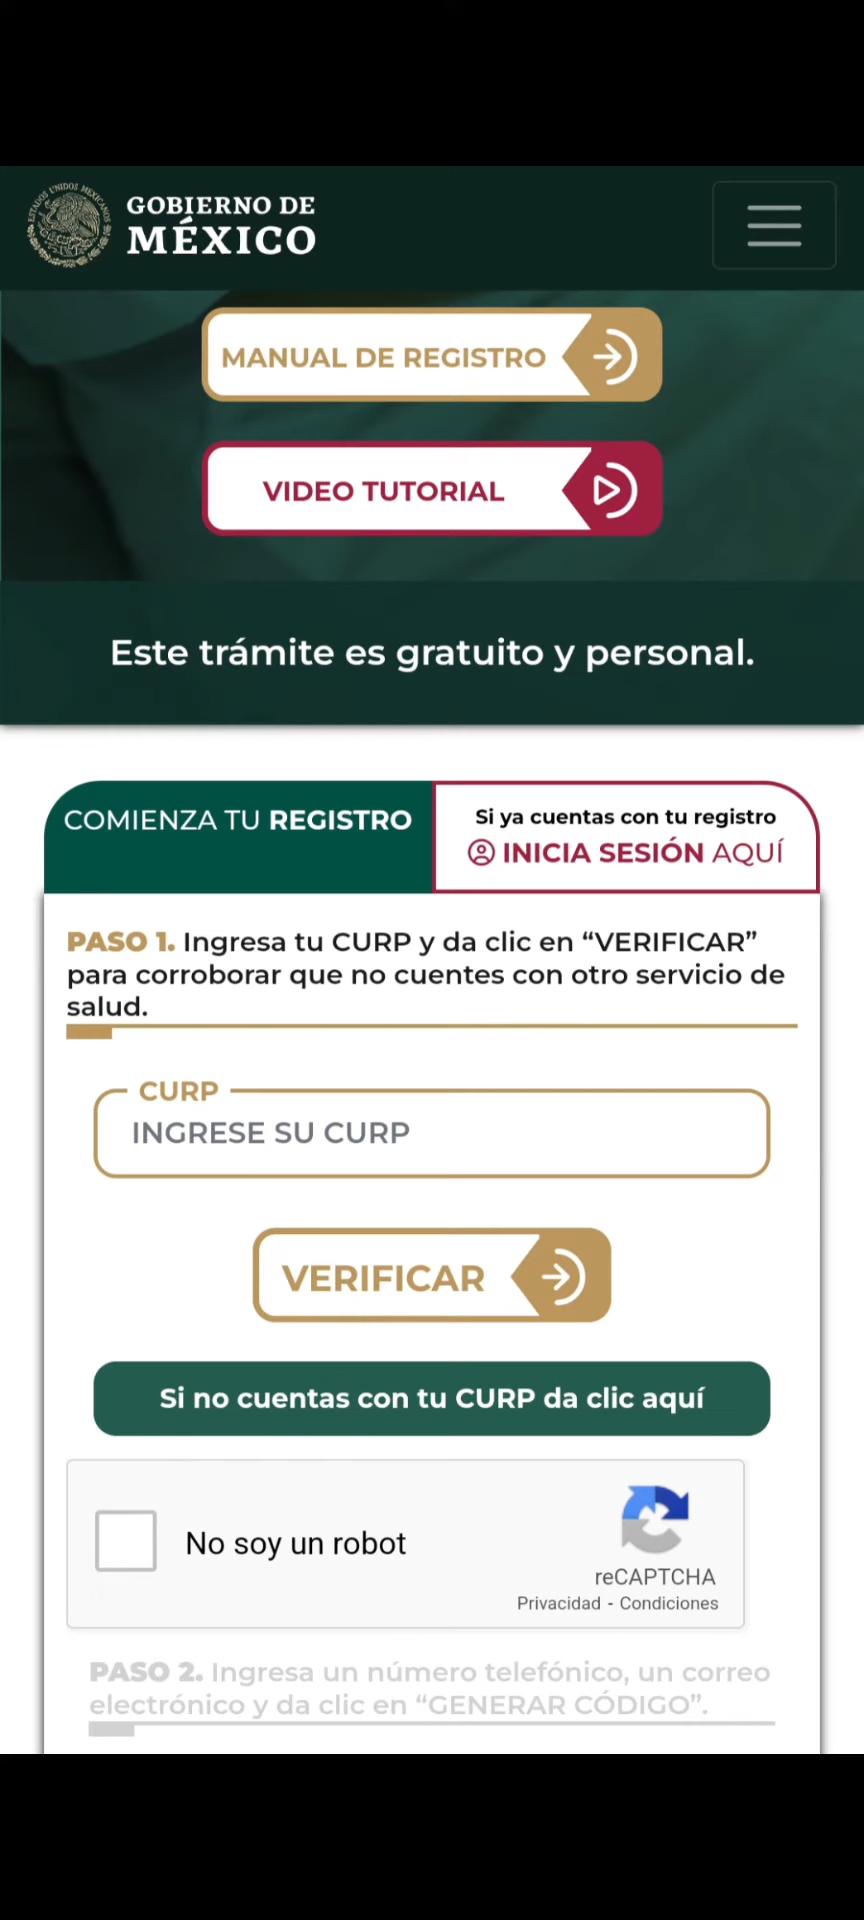 ESTADOS UNIDOS MEXICANOS
GOBIERNO DE
MÉXICO
MANUAL DE REGISTRO
VIDEO TUTORIAL
Este trámite es gratuito y personal.
COMIENZA TU REGISTRO
Si ya cuentas con tu registro
INICIA SESIÓN AQUÍ
PASO 1. Ingresa tu CURP y da clic en “VERIFICAR”
para corroborar que no cuentes con otro servicio de
salud.
CURP
INGRESE SU CURP
VERIFICAR
Si no cuentas con tu CURP da clic aquí
No soy un robot
reCAPTCHA
Privacidad - Condiciones
PASO 2. Ingresa un número telefónico, un correo
electrónico y da clic en “GENERAR CÓDIGO”.